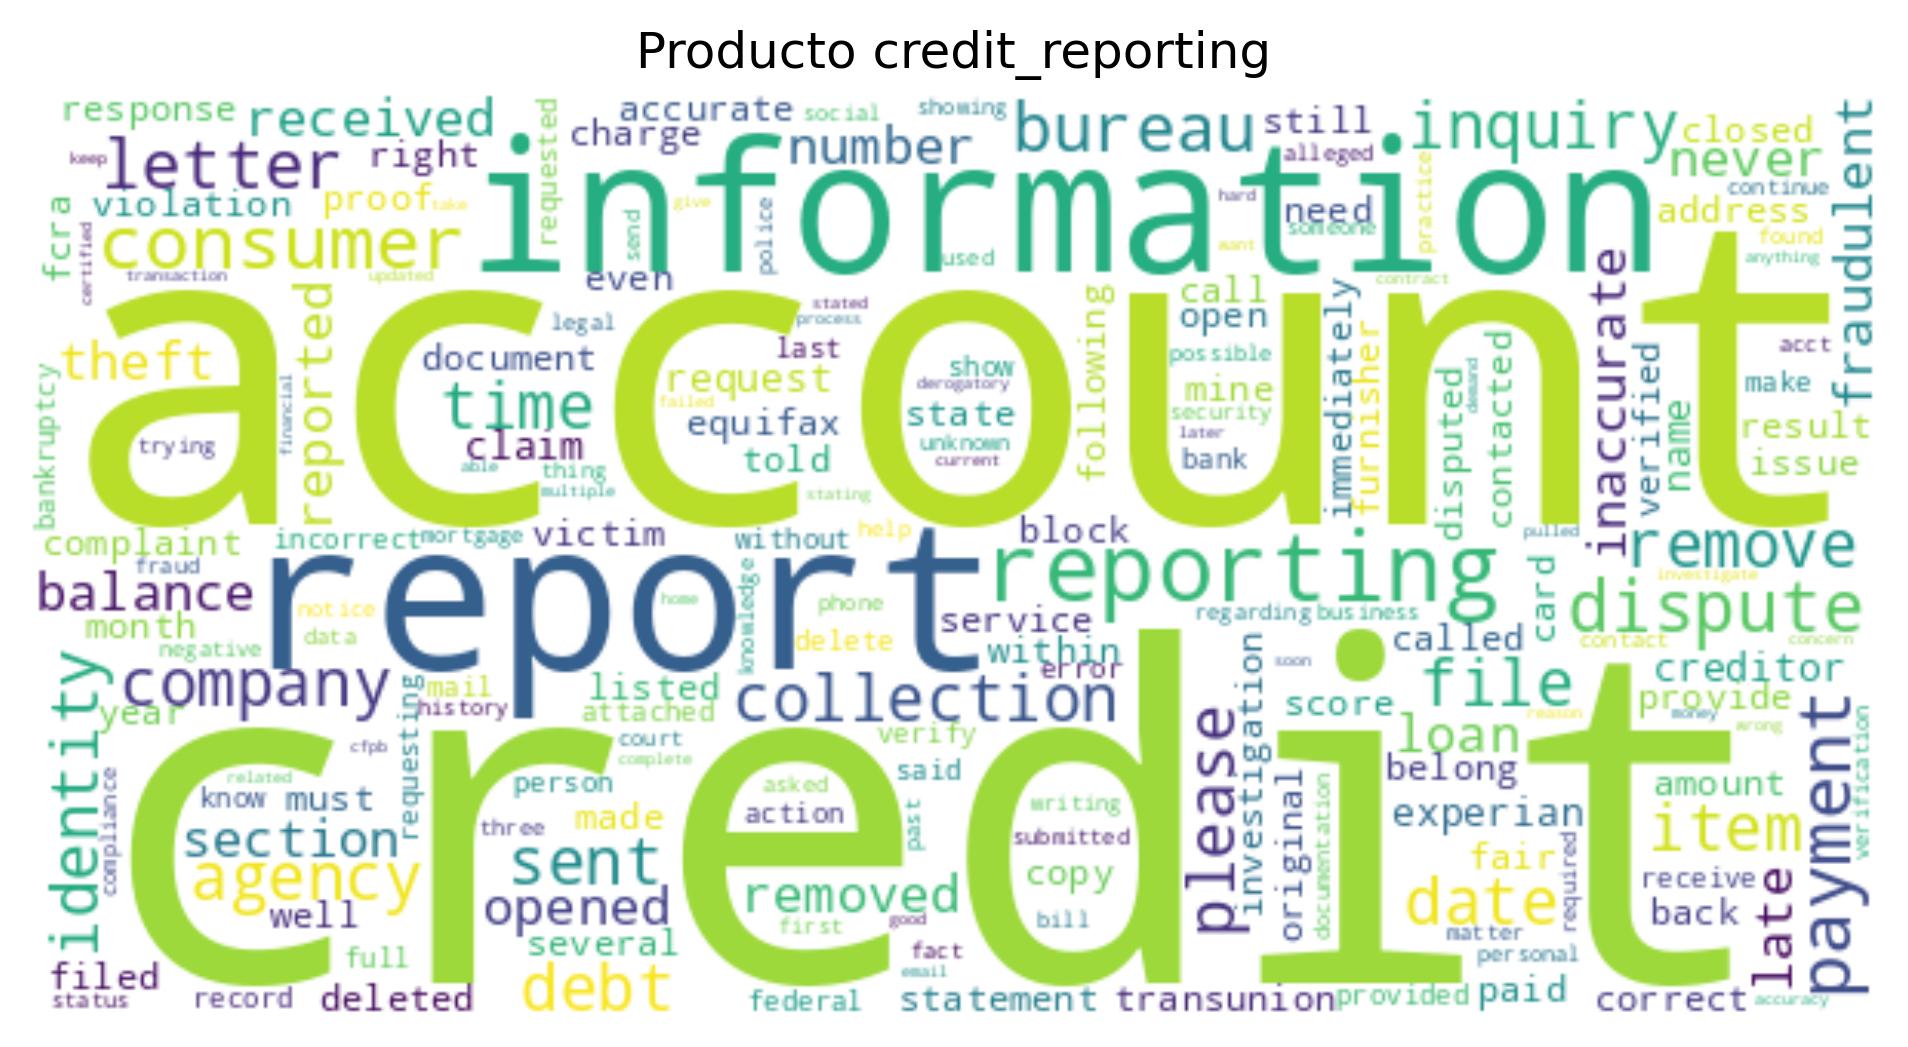 Producto credit_reporting
response
received
requested
accurate
social
showing
bureau
still
inquiry
closed
fraudulent
keep
letter
right
charge
number
alleged
never
information
practice
continue
violation
proof
take
send
give
police
hard
need
someone
address
fcra
certified
consumer
used
want
found
transaction
updated
even
contract
anything
account
reported
legal
stated
process
following
call
open
immediately
inaccurate
theft
document
last
possible
furnisher
contacted
verified
acct
bankruptcy
financial
time
request
failed
show
derogatory
mine
security
disputed
demand
name
make
trying
claim
equifax
state
unknown
current
later
bank
result
able
thing
multiple
told
stating
issue
complaint
incorrect
mortgage
victim
without
help
block
pulled
remove
fraud
balance
report
reporting
investigate
card
dispute
notice
home
knowledge
phone
regarding
business
month
data
negative
delete
service
within
error
called
contact
concern
identity
company
year
mail
history
requesting
listed
attached
collection
soon
investigation
file
creditor
score
provide
please
loan
reason
money
wrong
payment
verification
cfpb
court
complete
verify
credit
related
compliance
know
must
person
asked
said
belong
amount
section
three
made
action
past
writing
submitted
original
documentation
experian
item
agency
sent
copy
fair
required
well
opened
removed
first
good
bill
date
receive
back
late
several
matter
filed
full
fact
personal
status
record
deleted
debt
email
federal
statement
transunion
provided
paid
correct
accuracy